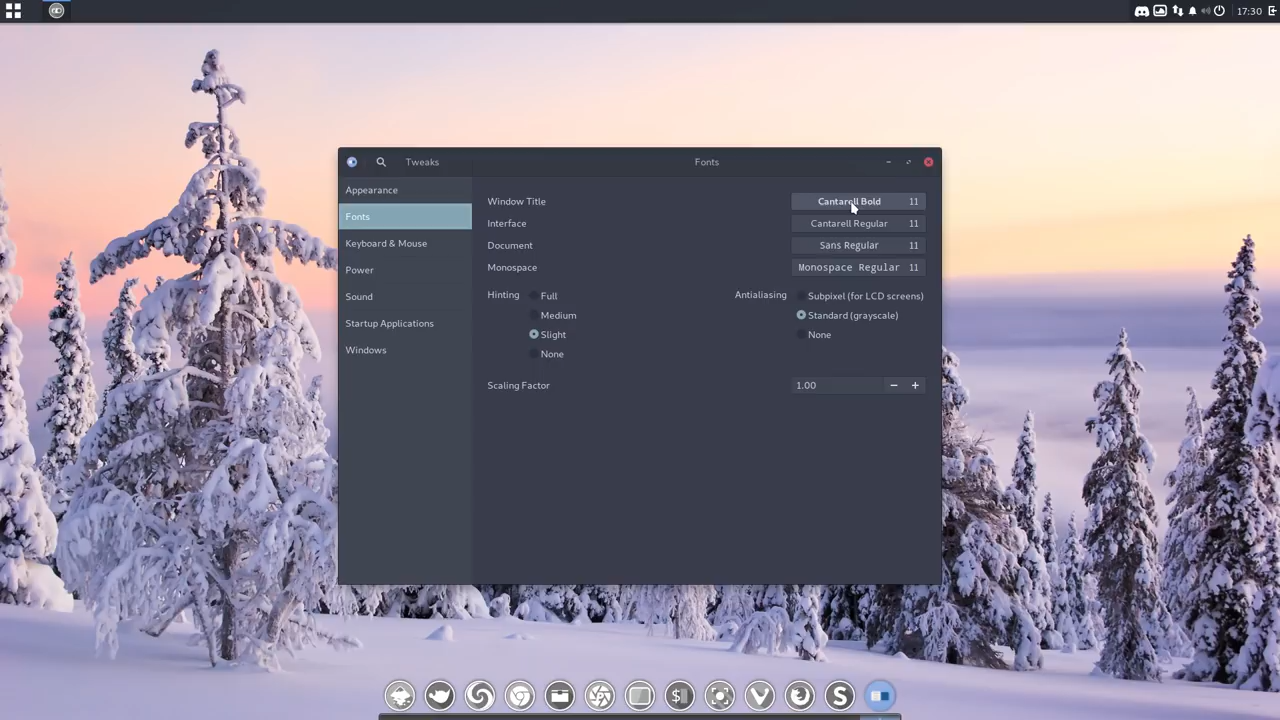 17:30
Tweaks
Fonts
Appearance
Fonts
Keyboard & Mouse
Power
Sound
Startup Applications
Windows
Window Title Cantarell Bold 11
Interface Cantarell Regular 11
Document Sans Regular 11
Monospace Monospace Regular 11
Hinting Full Antialiasing Subpixel (for LCD screens)
Medium Standard (grayscale)
Slight None
None
Scaling Factor 1.00 − +
$ S